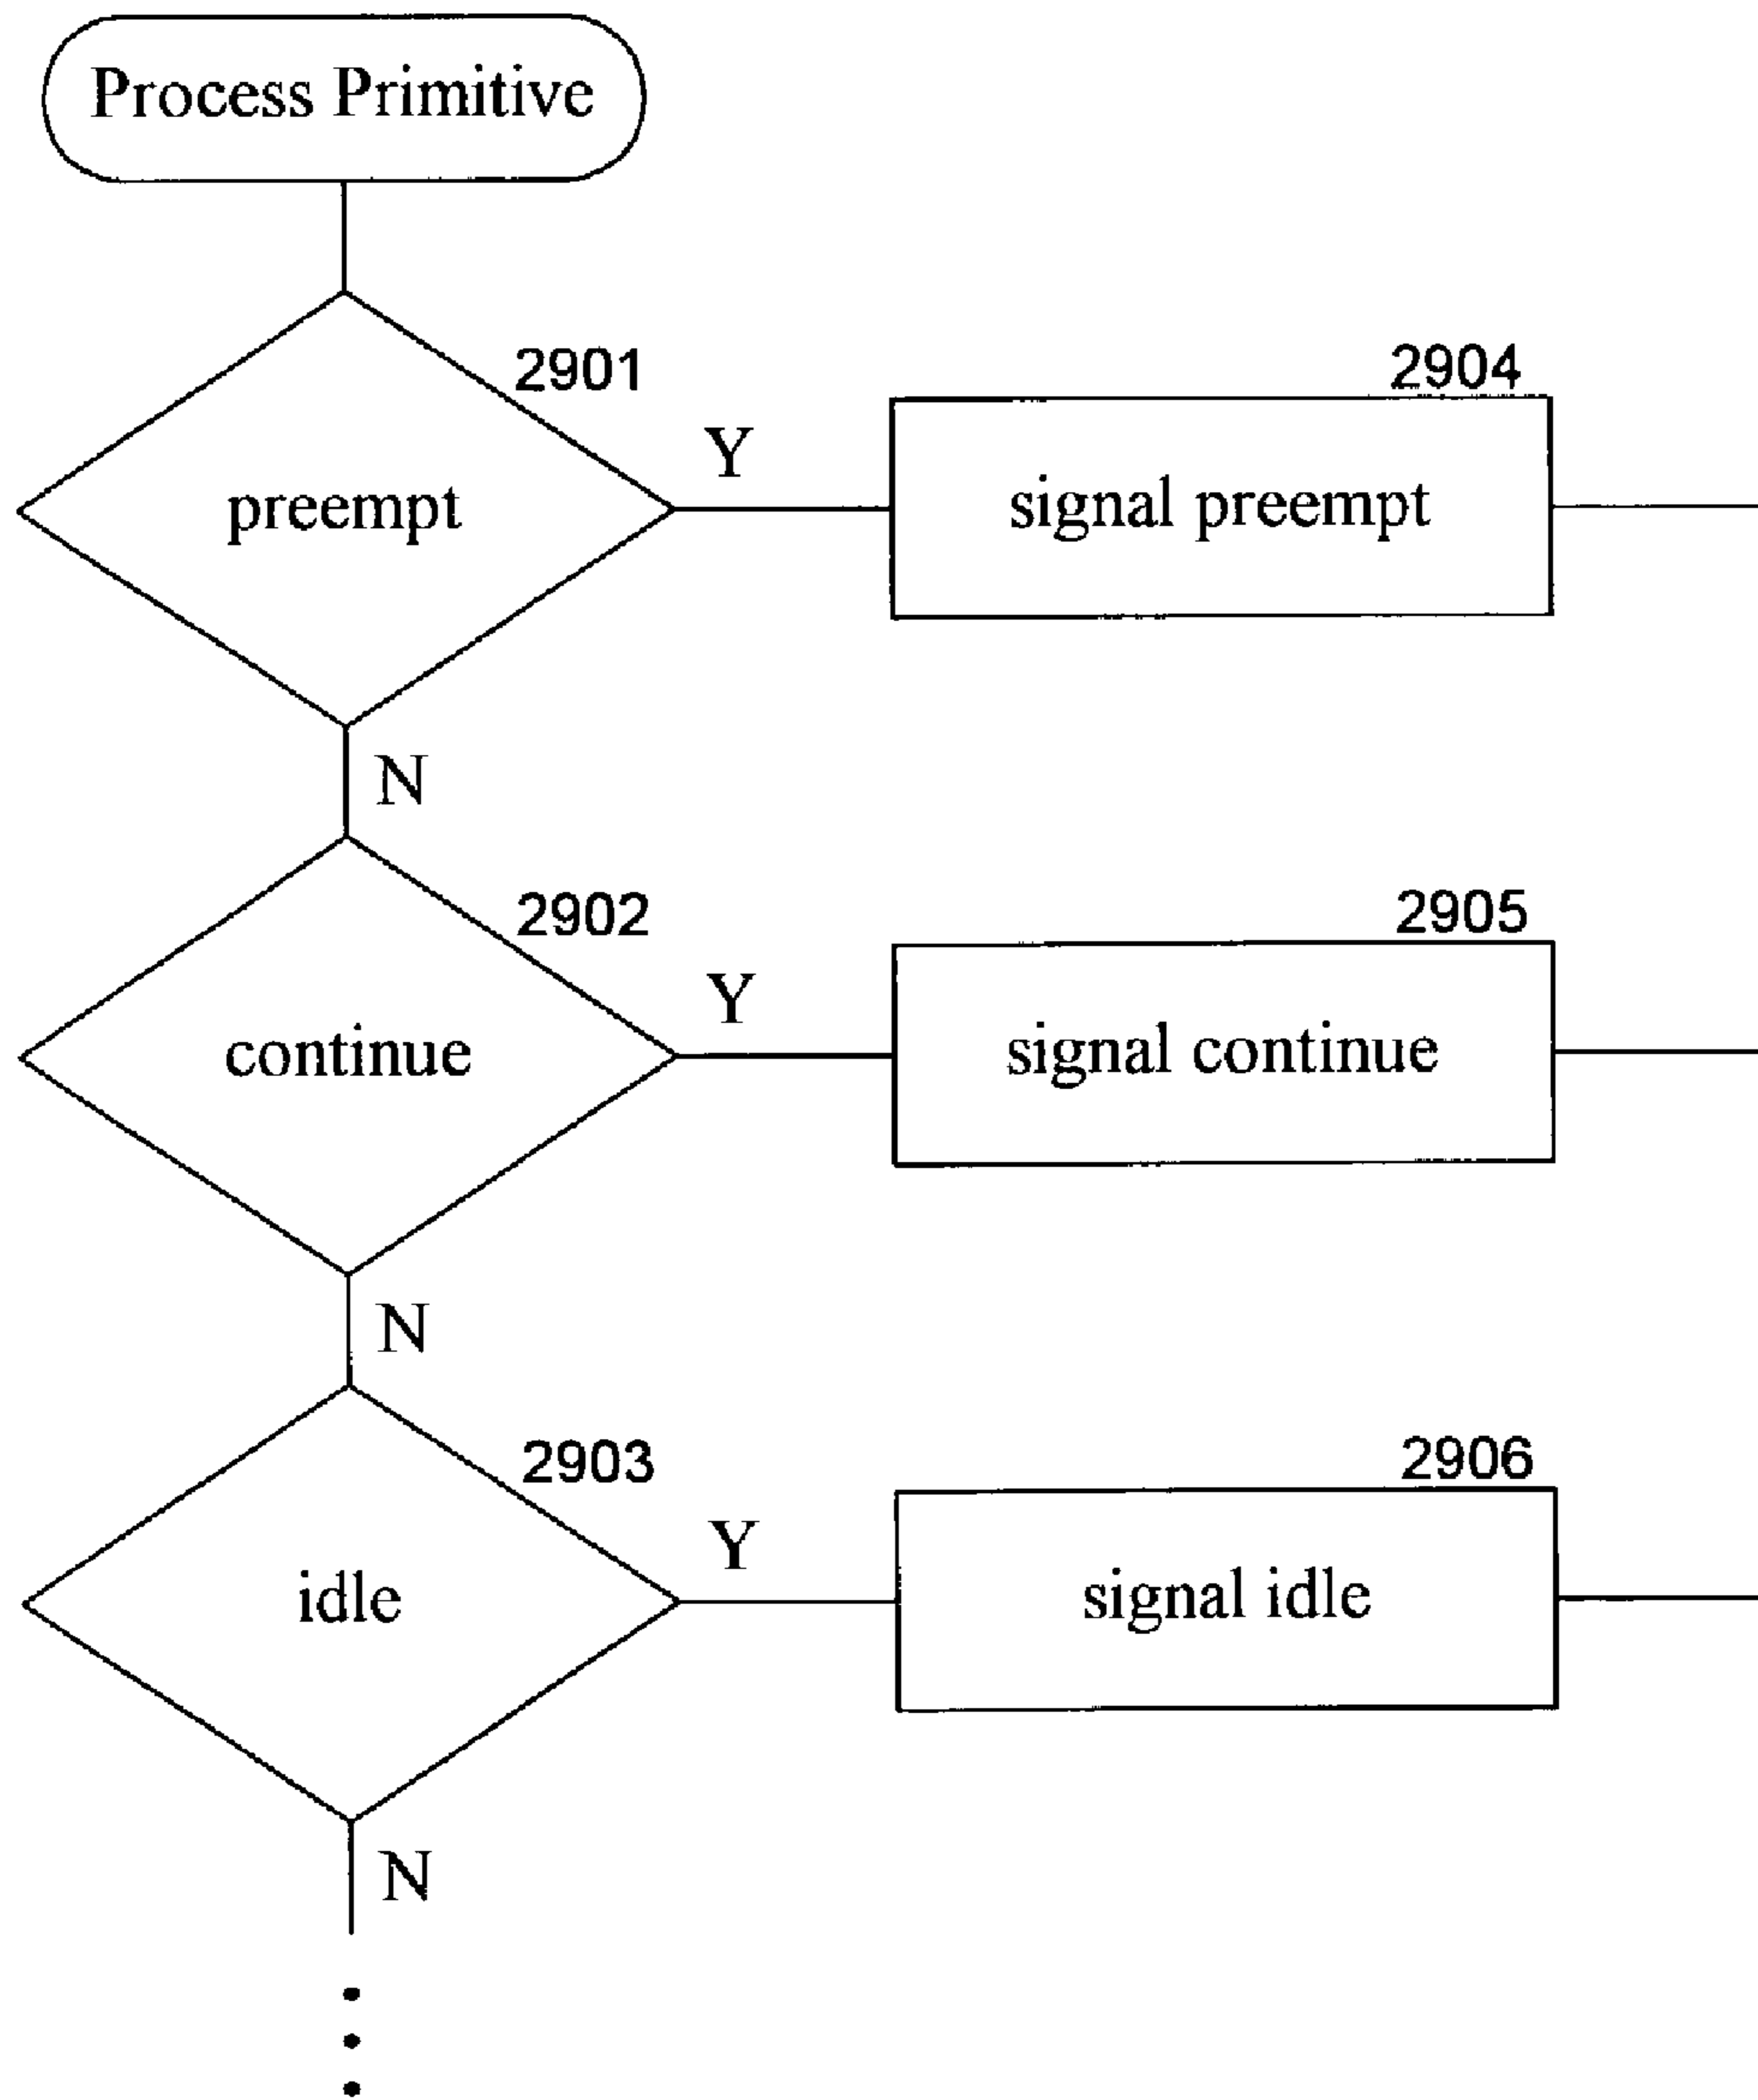 Process Primitive
2901
2904
preempt
Y
signal preempt
N
2902
2905
continue
Y
signal continue
N
2903
2906
idle
Y
signal idle
N